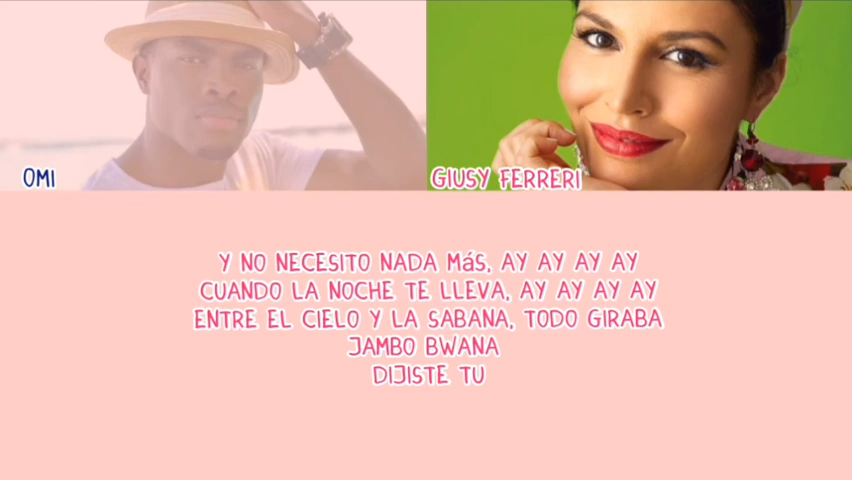 OMI
GIUSY FERRERI
Y NO NECESITO NADA Más, AY AY AY AY
CUANDO LA NOCHE TE LLEVA, AY AY AY AY
ENTRE EL CIELO Y LA SABANA, TODO GIRABA
JAMBO BWANA
DIJISTE TU